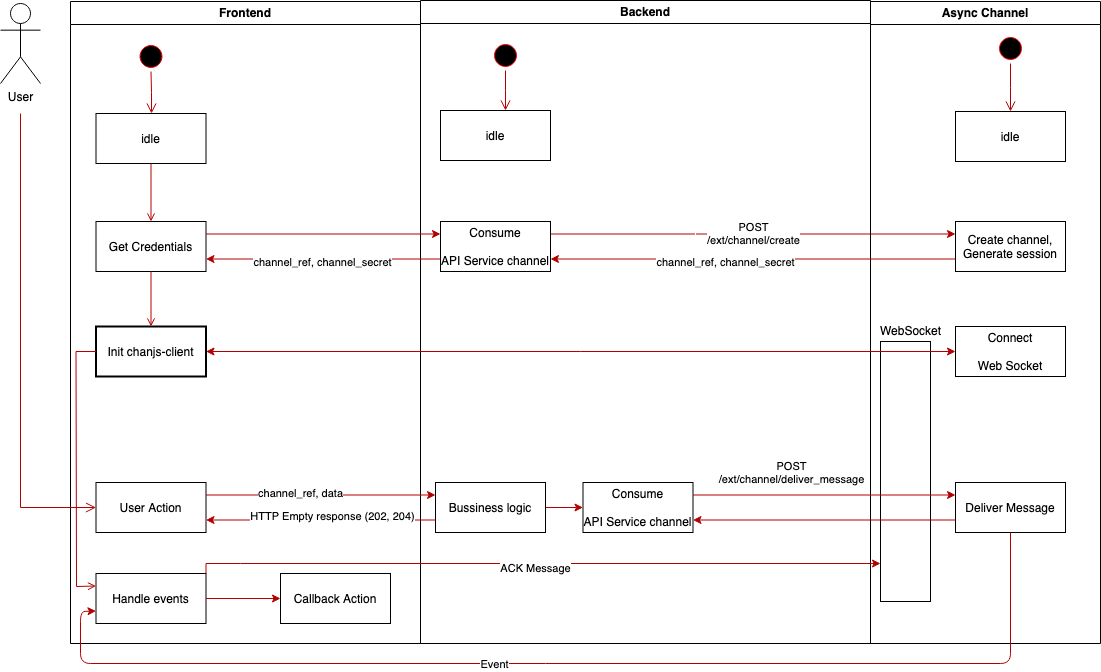 Frontend
Backend
Async Channel
User
idle
idle
idle
Get Credentials
Consume
API Service channel
POST
/ext/channel/create
Create channel,
Generate session
channel_ref, channel_secret
channel_ref, channel_secret
Init chanjs-client
WebSocket
Connect
Web Socket
User Action
channel_ref, data
HTTP Empty response (202, 204)
Bussiness logic
Consume
API Service channel
POST
/ext/channel/deliver_message
Deliver Message
ACK Message
Handle events
Callback Action
Event